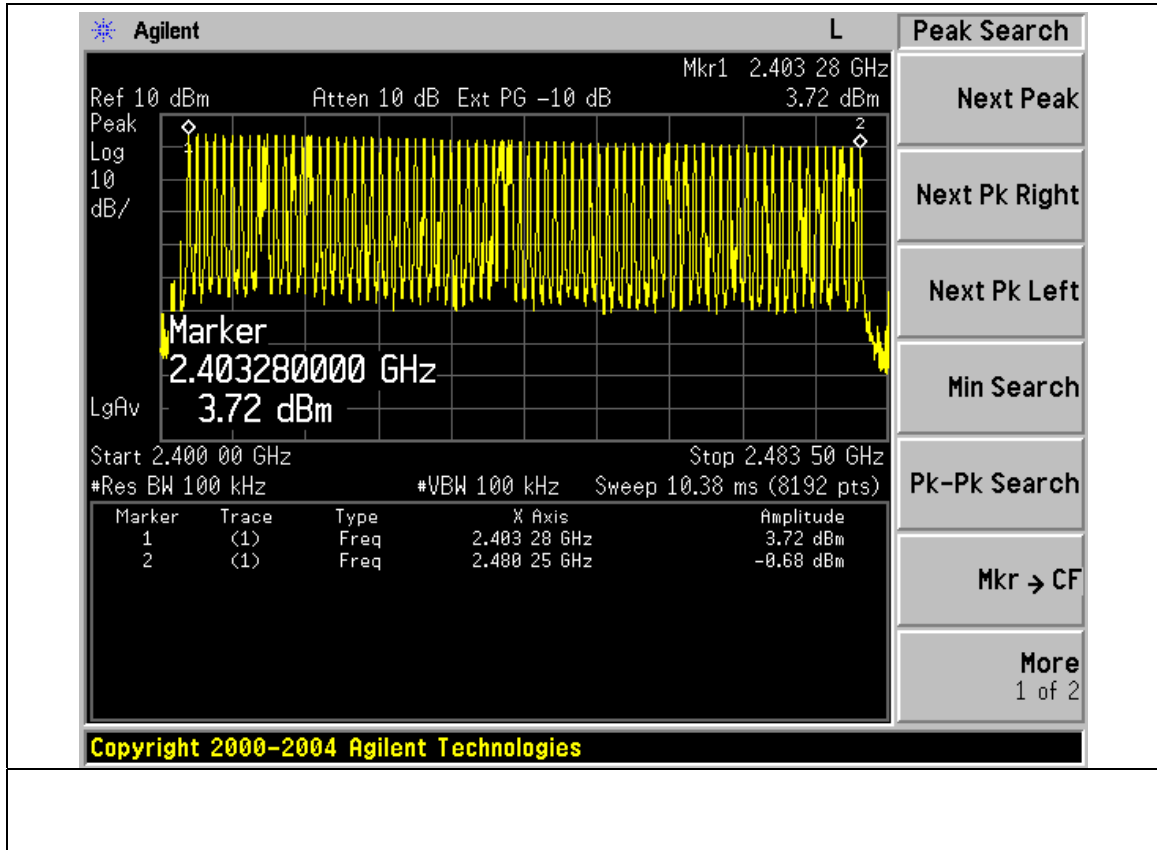 Agilent L
Mkr1 2.403 28 GHz
Ref 10 dBm Atten 10 dB Ext PG -10 dB 3.72 dBm
Peak
Log
10
dB/
1
2
Marker
2.403280000 GHz
3.72 dBm
LgAv
Start 2.400 00 GHz Stop 2.483 50 GHz
#Res BW 100 kHz #VBW 100 kHz Sweep 10.38 ms (8192 pts)
Marker Trace Type X Axis Amplitude
1 (1) Freq 2.403 28 GHz 3.72 dBm
2 (1) Freq 2.480 25 GHz -0.68 dBm
Copyright 2000-2004 Agilent Technologies
Peak Search
Next Peak
Next Pk Right
Next Pk Left
Min Search
Pk-Pk Search
Mkr → CF
More
1 of 2